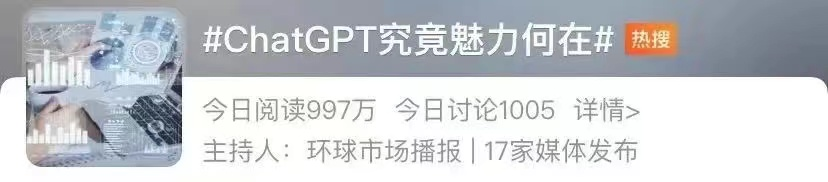 #ChatGPT究竟魅力何在# 热搜
今日阅读997万 今日讨论1005 详情>
主持人：环球市场播报 | 17家媒体发布